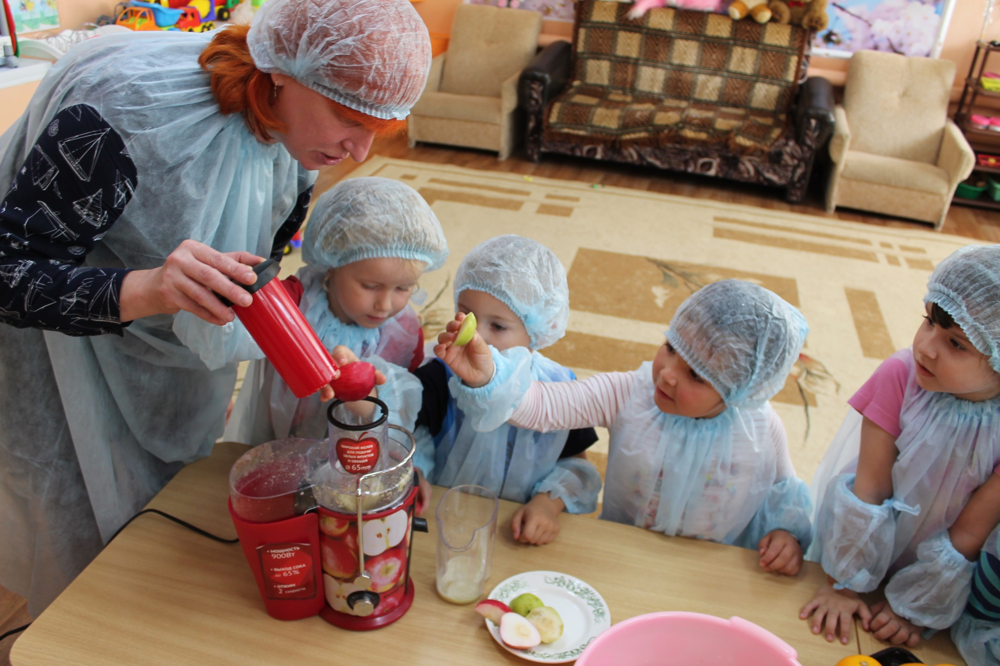 ШИРОКИЙ ЖЕЛОБ
ДЛЯ ПОДАЧИ
ЦЕЛЫХ ФРУКТОВ
И ОВОЩЕЙ
Ø 65mm
• МОЩНОСТЬ
900Вт
• ВЫХОД СОКА
до 65%
• ОТЖИМ
2 скорости